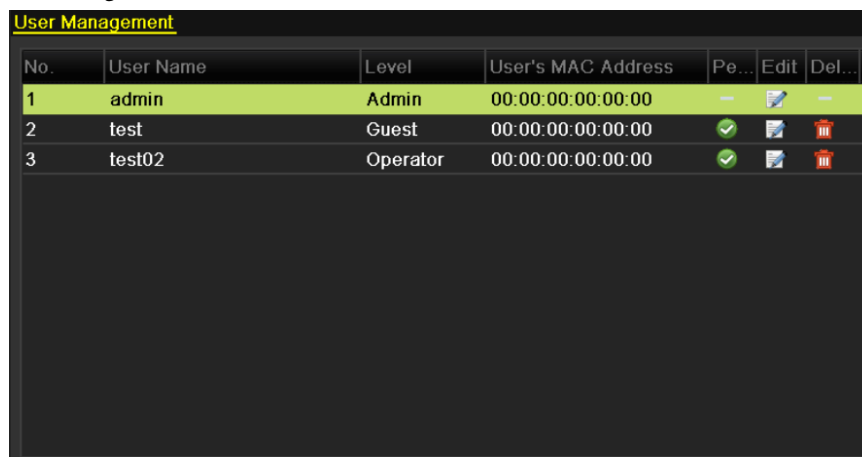 User Management
No. User Name Level User's MAC Address Pe... Edit Del...
1 admin Admin 00:00:00:00:00:00
2 test Guest 00:00:00:00:00:00
3 test02 Operator 00:00:00:00:00:00